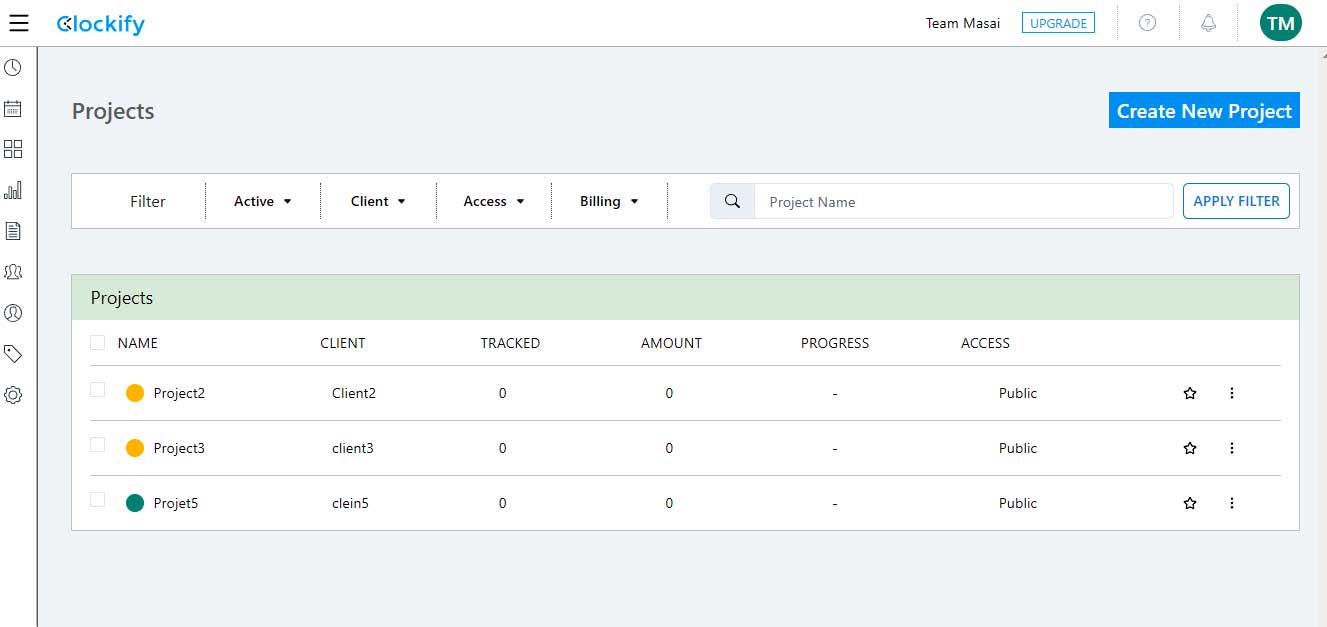 Clockify
Team Masai UPGRADE ? TM
Projects
Create New Project
Filter Active Client Access Billing Project Name APPLY FILTER
Projects
NAME CLIENT TRACKED AMOUNT PROGRESS ACCESS
Project2 Client2 0 0 - Public
Project3 client3 0 0 - Public
Projet5 clein5 0 0 - Public